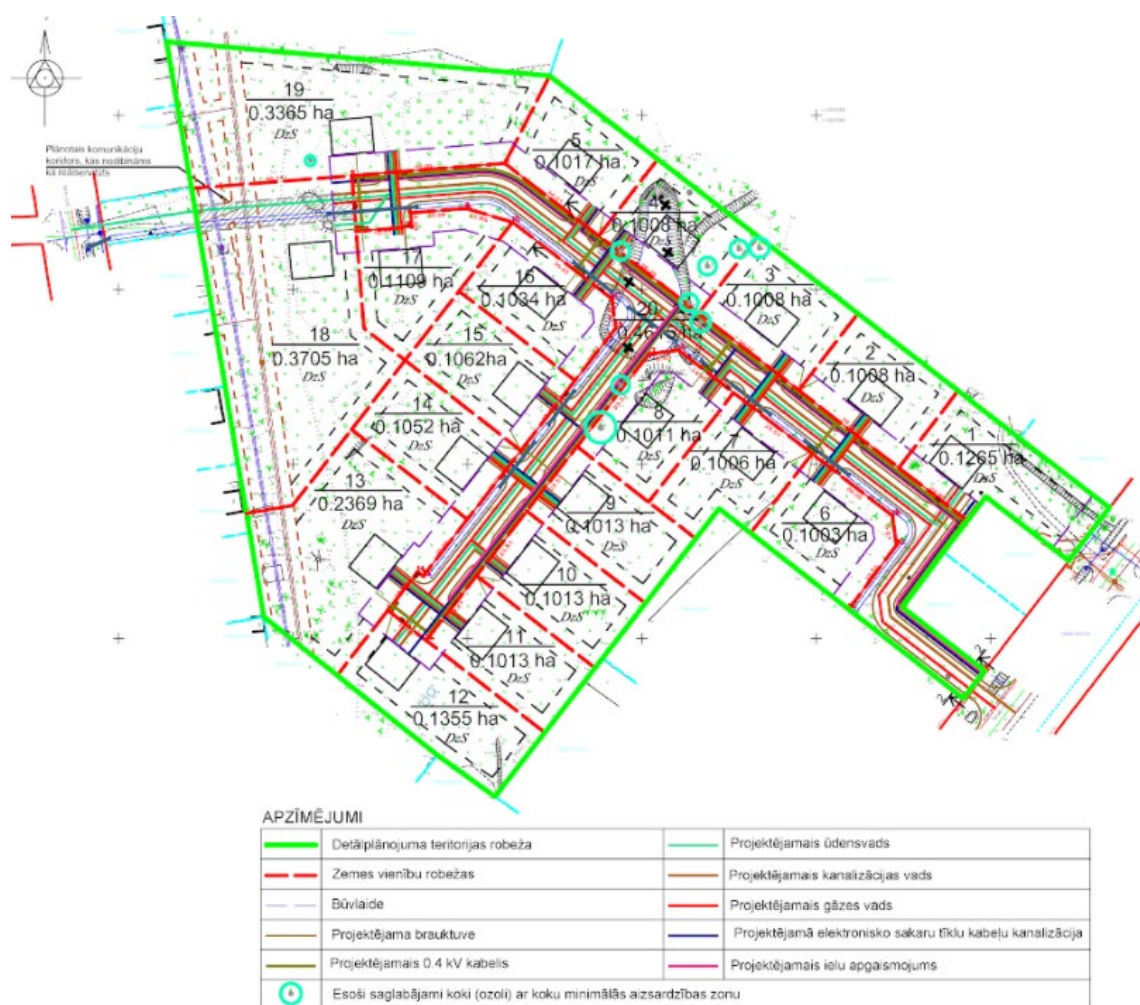 19
0.3365 ha
DzS
Plānotais komunikāciju
koridors, kas nodibināms
kā reālservitūts
5
0.1017 ha
4
0.1008 ha
DzS
3
0.1008 ha
DzS
2
0.1008 ha
DzS
1
0.1265 ha
DzS
17
0.1109 ha
DzS
16
0.1034 ha
DzS
15
0.1062ha
DzS
14
0.1052 ha
DzS
13
0.2369 ha
DzS
18
0.3705 ha
DzS
20
8
0.1011 ha
DzS
7
0.1006 ha
DzS
6
0.1003 ha
DzS
9
0.1013 ha
DzS
10
0.1013 ha
DzS
11
0.1013 ha
DzS
12
0.1355 ha
DzS
2
2
APZĪMĒJUMI
Detālplānojuma teritorijas robeža
Projektējamais ūdensvads
Zemes vienību robežas
Projektējamais kanalizācijas vads
Būvlaide
Projektējamais gāzes vads
Projektējama brauktuve
Projektējamā elektronisko sakaru tīklu kabeļu kanalizācija
Projektējamais 0.4 kV kabelis
Projektējamais ielu apgaismojums
Esoši saglabājami koki (ozoli) ar koku minimālās aizsardzības zonu